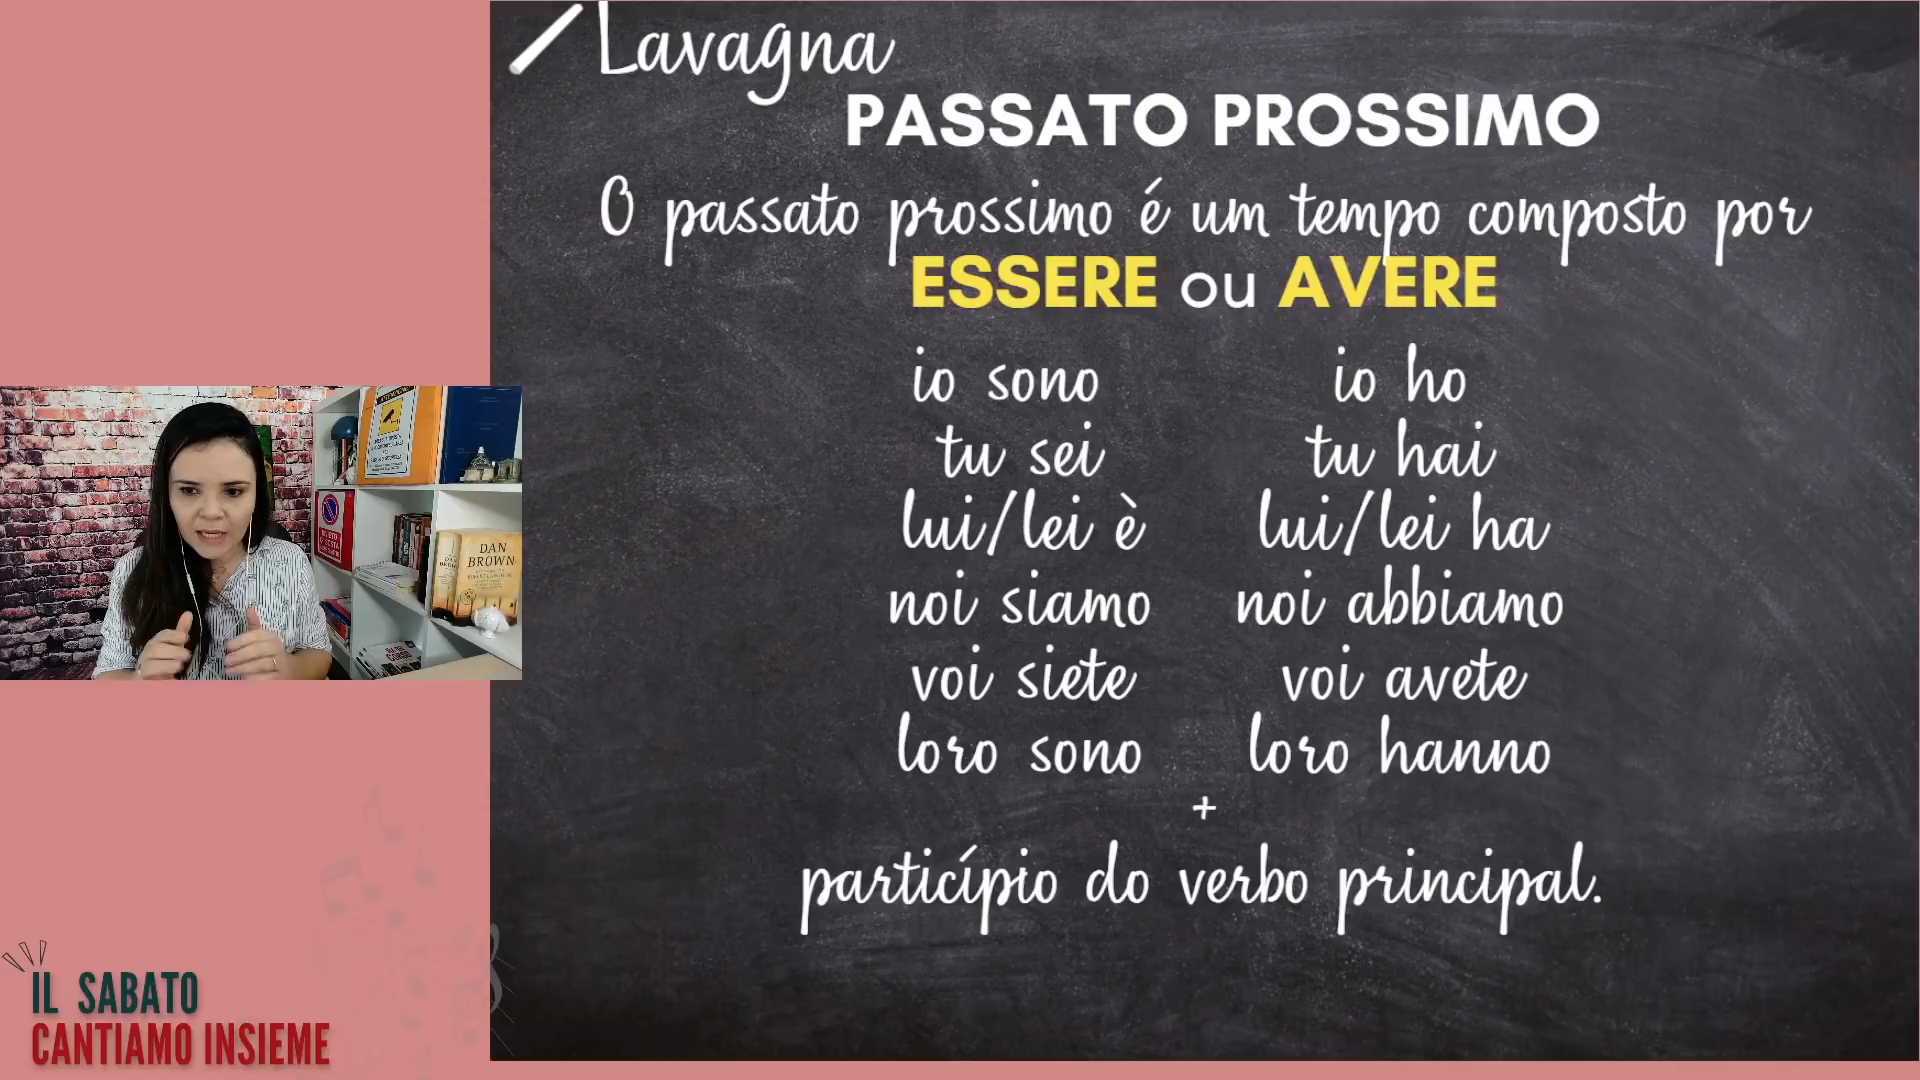 Lavagna
PASSATO PROSSIMO
O passato prossimo é um tempo composto por
ESSERE ou AVERE
io sono io ho
tu sei tu hai
lui/lei è lui/lei ha
noi siamo noi abbiamo
voi siete voi avete
loro sono loro hanno
+
particípio do verbo principal.
DAN
BROWN
IL SABATO
CANTIAMO INSIEME